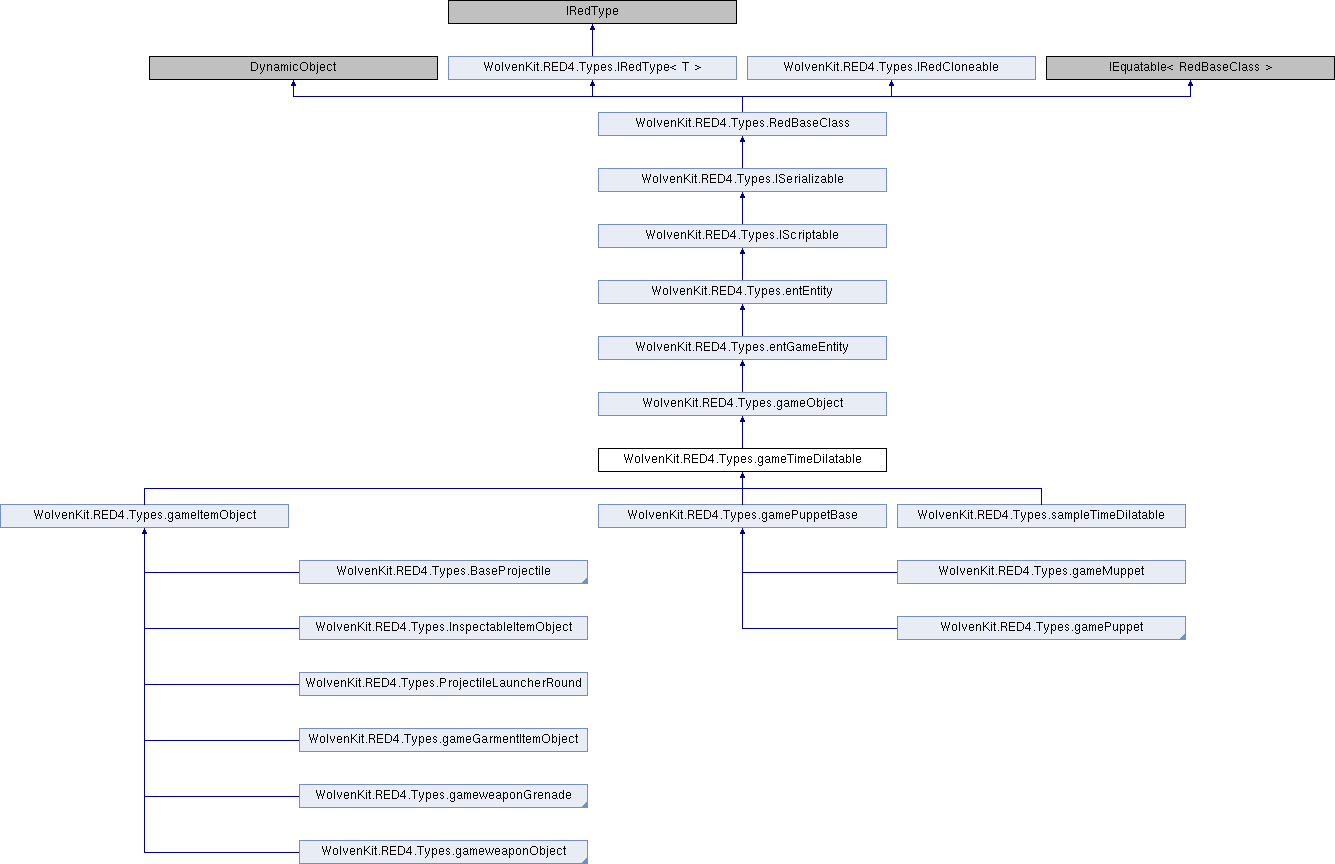 IRedType
DynamicObject
WolvenKit.RED4.Types.IRedType< T >
WolvenKit.RED4.Types.IRedCloneable
IEquatable< RedBaseClass >
WolvenKit.RED4.Types.RedBaseClass
WolvenKit.RED4.Types.ISerializable
WolvenKit.RED4.Types.IScriptable
WolvenKit.RED4.Types.entEntity
WolvenKit.RED4.Types.entGameEntity
WolvenKit.RED4.Types.gameObject
WolvenKit.RED4.Types.gameTimeDilatable
WolvenKit.RED4.Types.gameItemObject
WolvenKit.RED4.Types.gamePuppetBase
WolvenKit.RED4.Types.sampleTimeDilatable
WolvenKit.RED4.Types.BaseProjectile
WolvenKit.RED4.Types.gameMuppet
WolvenKit.RED4.Types.InspectableItemObject
WolvenKit.RED4.Types.gamePuppet
WolvenKit.RED4.Types.ProjectileLauncherRound
WolvenKit.RED4.Types.gameGarmentItemObject
WolvenKit.RED4.Types.gameweaponGrenade
WolvenKit.RED4.Types.gameweaponObject